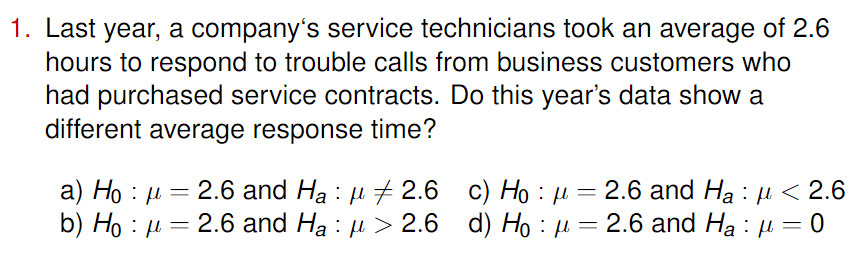 1. Last year, a company‘s service technicians took an average of 2.6
hours to respond to trouble calls from business customers who
had purchased service contracts. Do this year’s data show a
different average response time?
a) H₀ : μ = 2.6 and Hₐ : μ ≠ 2.6 c) H₀ : μ = 2.6 and Hₐ : μ < 2.6
b) H₀ : μ = 2.6 and Hₐ : μ > 2.6 d) H₀ : μ = 2.6 and Hₐ : μ = 0